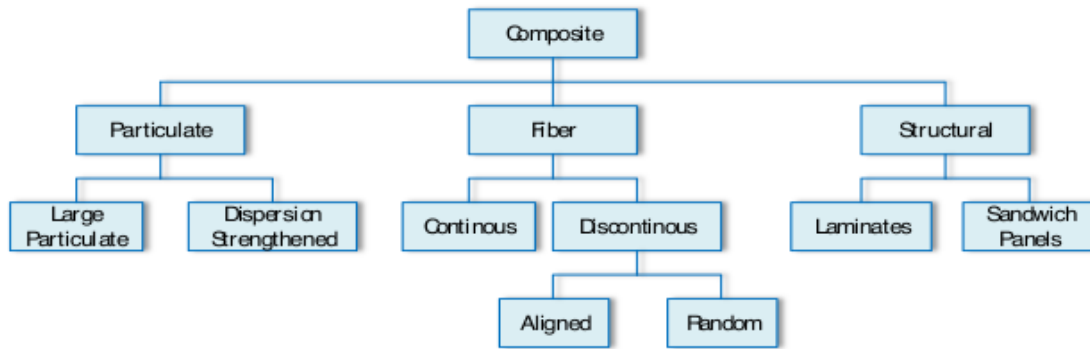 Composite
Particulate
Fiber
Structural
Large
Particulate
Dispersion
Strengthened
Continous
Discontinous
Laminates
Sandwich
Panels
Aligned
Random